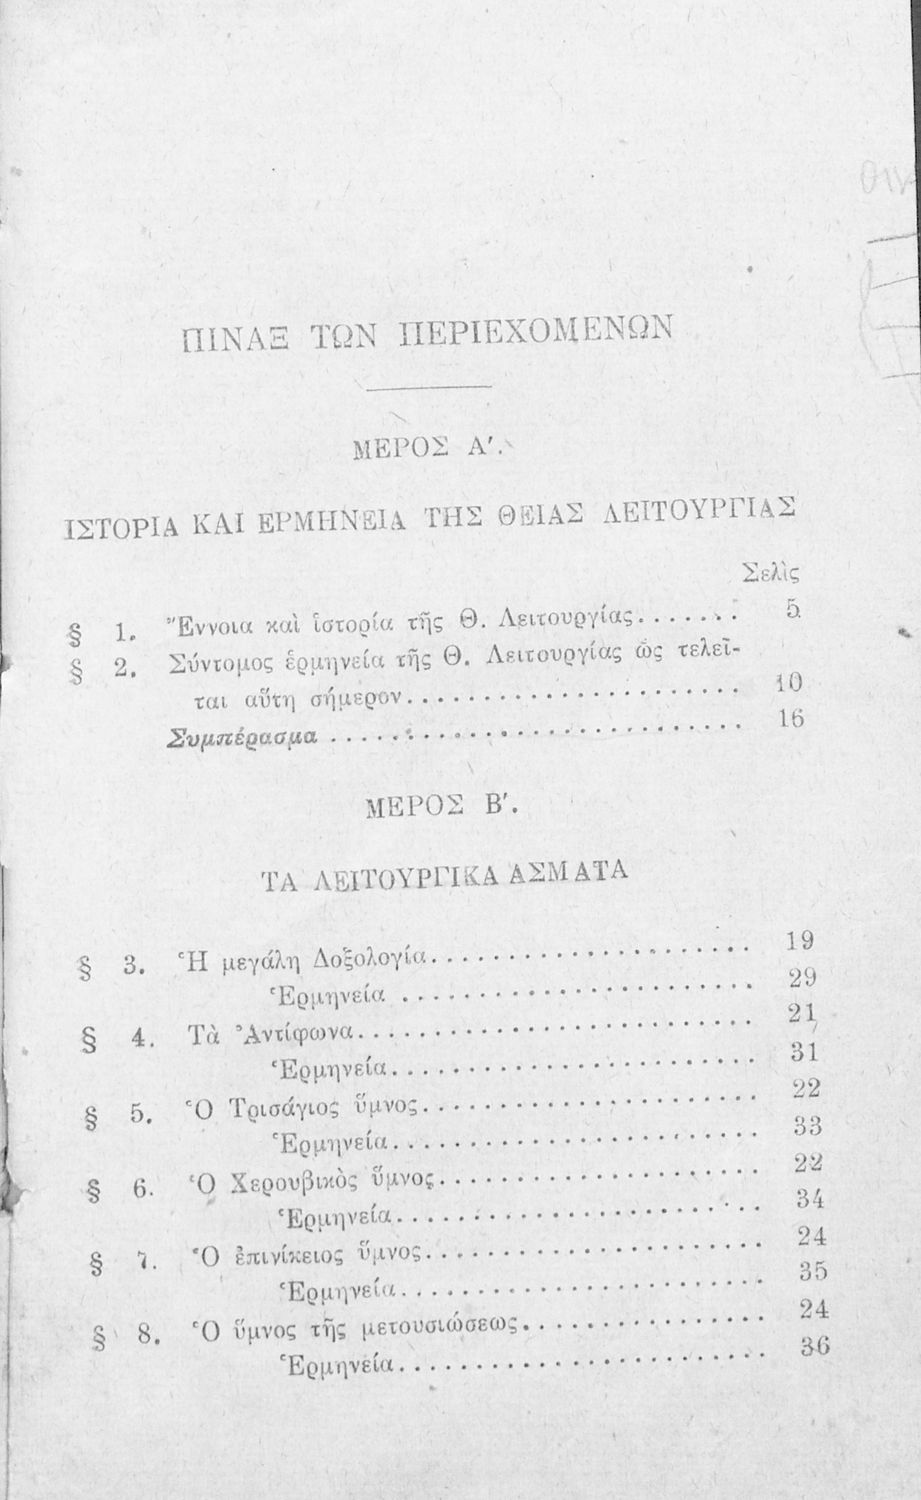 ΠΙΝΑΞ ΤΩΝ ΠΕΡΙΕΧΟΜΕΝΩΝ
ΜΕΡΟΣ Α'.
ΙΣΤΟΡΙΑ ΚΑΙ ΕΡΜΗΝΕΙΑ ΤΗΣ ΘΕΙΑΣ ΛΕΙΤΟΥΡΓΙΑΣ
Σελὶς
§ 1. Ἔννοια καὶ ἱστορία τῆς Θ. Λειτουργίας....... 5
§ 2. Σύντομος ἑρμηνεία τῆς Θ. Λειτουργίας ὡς τελεῖ-
ται αὕτη σήμερον...................... 10
Συμπέρασμα ........................... 16
ΜΕΡΟΣ Β'.
ΤΑ ΛΕΙΤΟΥΡΓΙΚΑ ΑΣΜΑΤΑ
§ 3. Ἡ μεγάλη Δοξολογία..................... 19
Ἑρμηνεία ....................... 29
§ 4. Τὰ Ἀντίφωνα.......................... 21
Ἑρμηνεία........................ 31
§ 5. Ὁ Τρισάγιος ὕμνος...................... 22
Ἑρμηνεία........................ 33
§ 6. Ὁ Χερουβικὸς ὕμνος..................... 22
Ἑρμηνεία........................ 34
§ 7. Ὁ ἐπινίκειος ὕμνος...................... 24
Ἑρμηνεία........................ 35
§ 8. Ὁ ὕμνος τῆς μετουσιώσεως................ 24
Ἑρμηνεία........................ 36